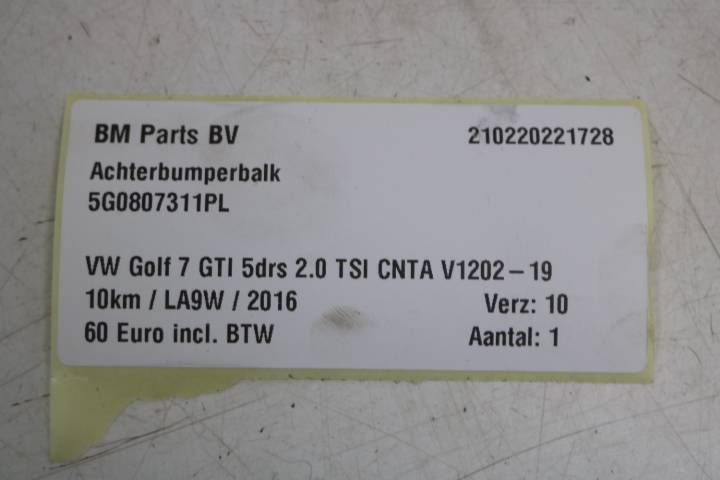 BM Parts BV 210220221728
Achterbumperbalk
5G0807311PL
VW Golf 7 GTI 5drs 2.0 TSI CNTA V1202-19
10km / LA9W / 2016 Verz: 10
60 Euro incl. BTW Aantal: 1